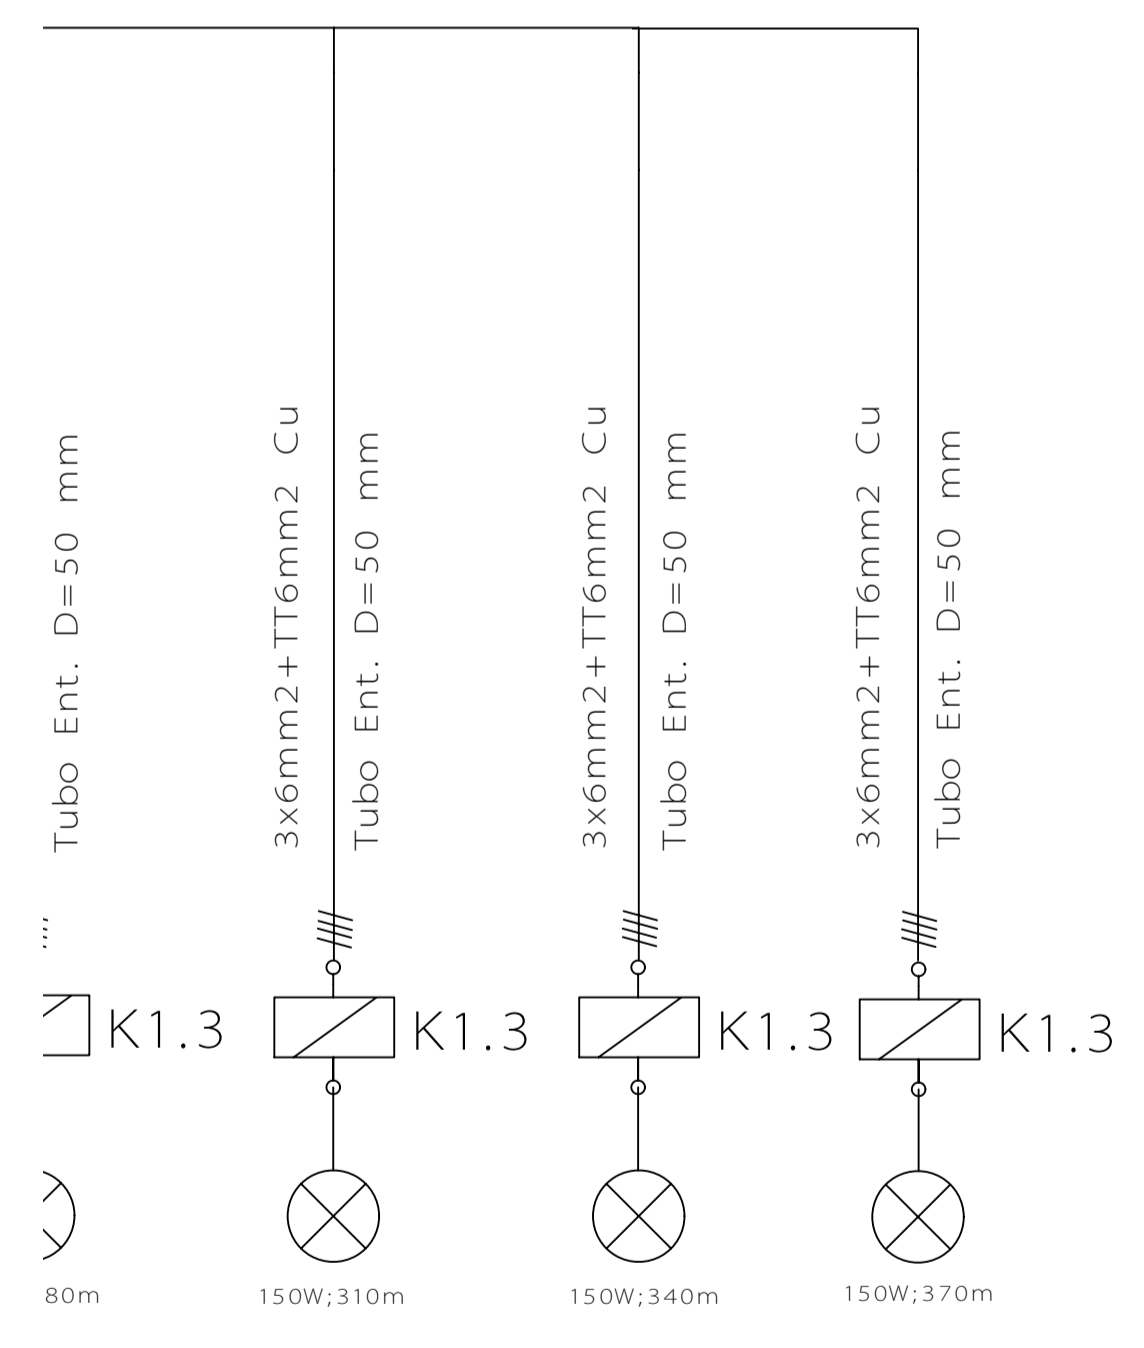 Tubo Ent. D=50 mm
3x6mm2+TT6mm2 Cu
Tubo Ent. D=50 mm
3x6mm2+TT6mm2 Cu
Tubo Ent. D=50 mm
3x6mm2+TT6mm2 Cu
Tubo Ent. D=50 mm
K1.3
K1.3
K1.3
K1.3
80m
150W;310m
150W;340m
150W;370m